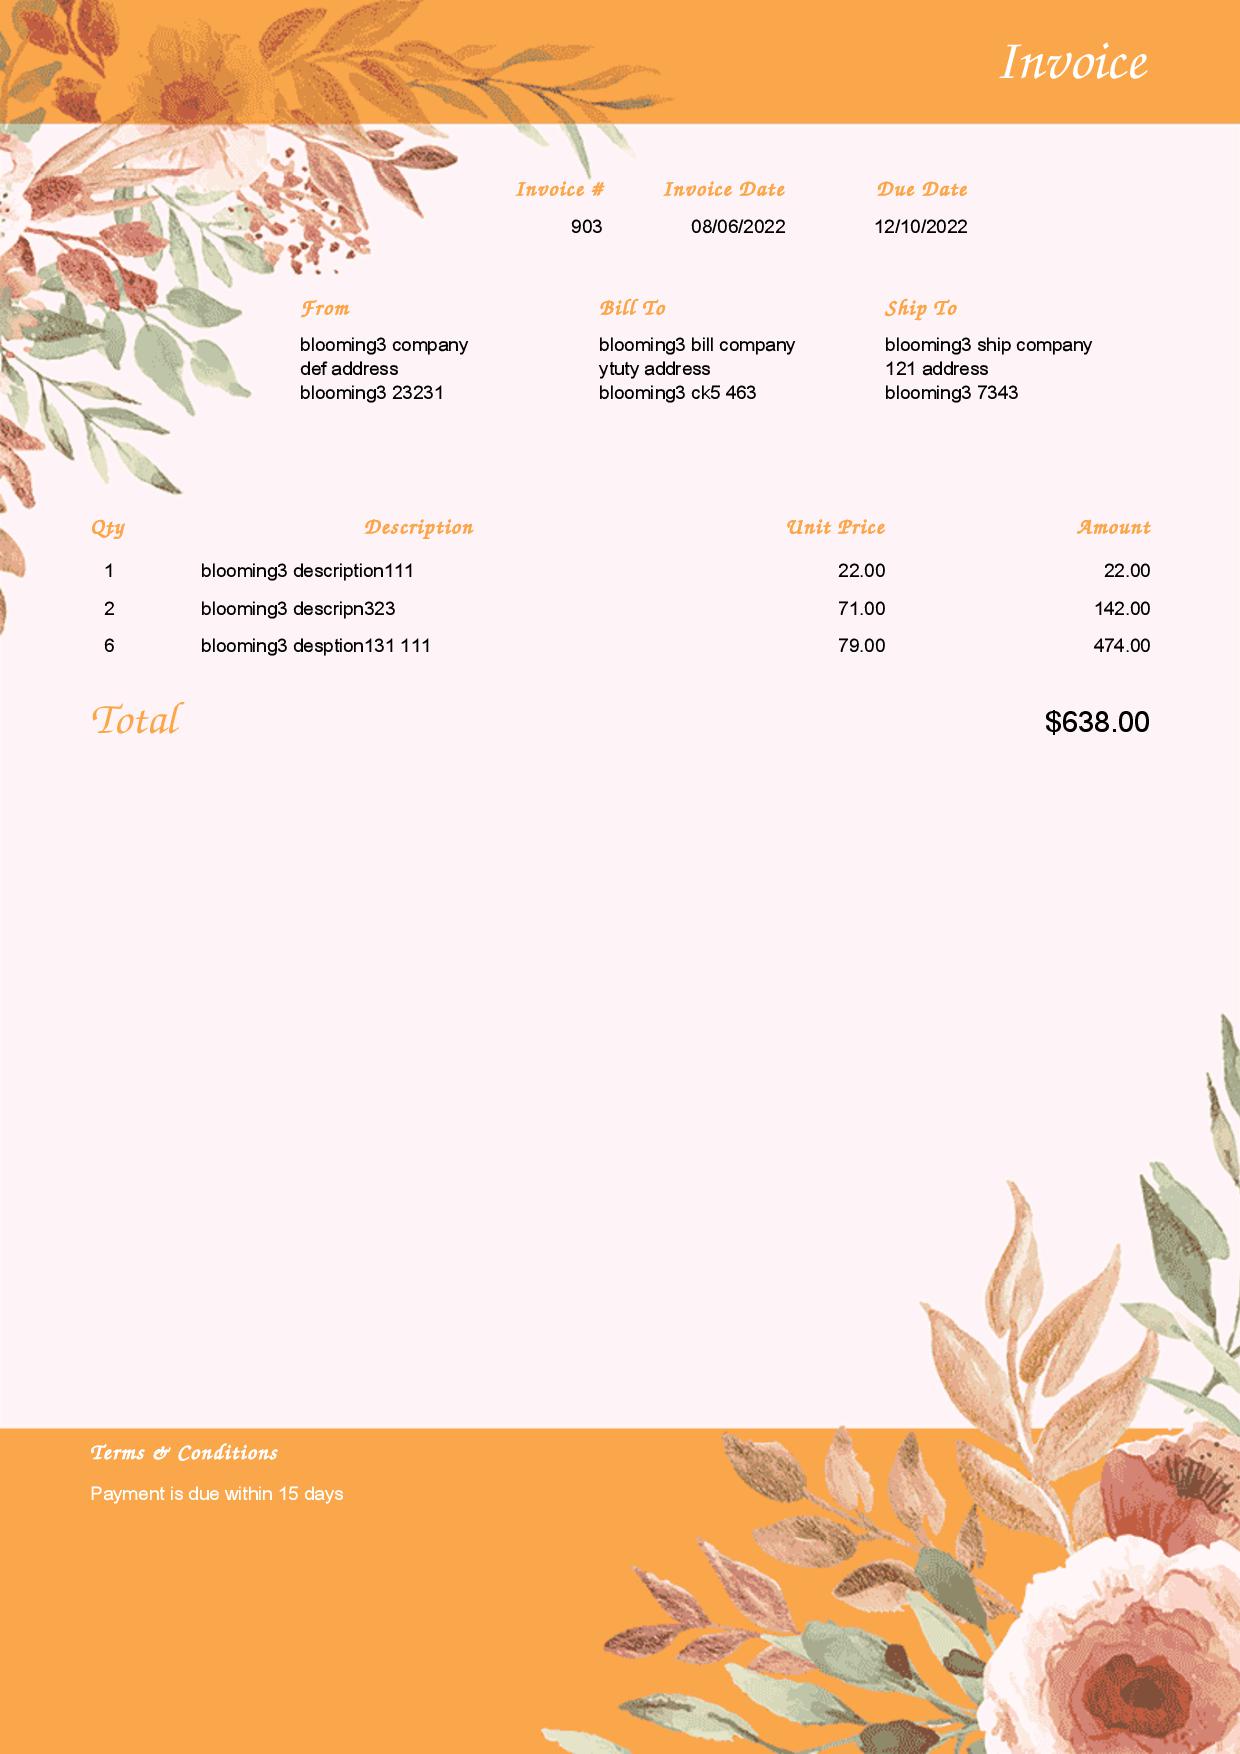 Invoice
Invoice # Invoice Date Due Date
903 08/06/2022 12/10/2022
From Bill To Ship To
blooming3 company blooming3 bill company blooming3 ship company
def address ytuty address 121 address
blooming3 23231 blooming3 ck5 463 blooming3 7343
Qty Description Unit Price Amount
1 blooming3 description111 22.00 22.00
2 blooming3 descripn323 71.00 142.00
6 blooming3 desption131 111 79.00 474.00
Total $638.00
Terms & Conditions
Payment is due within 15 days